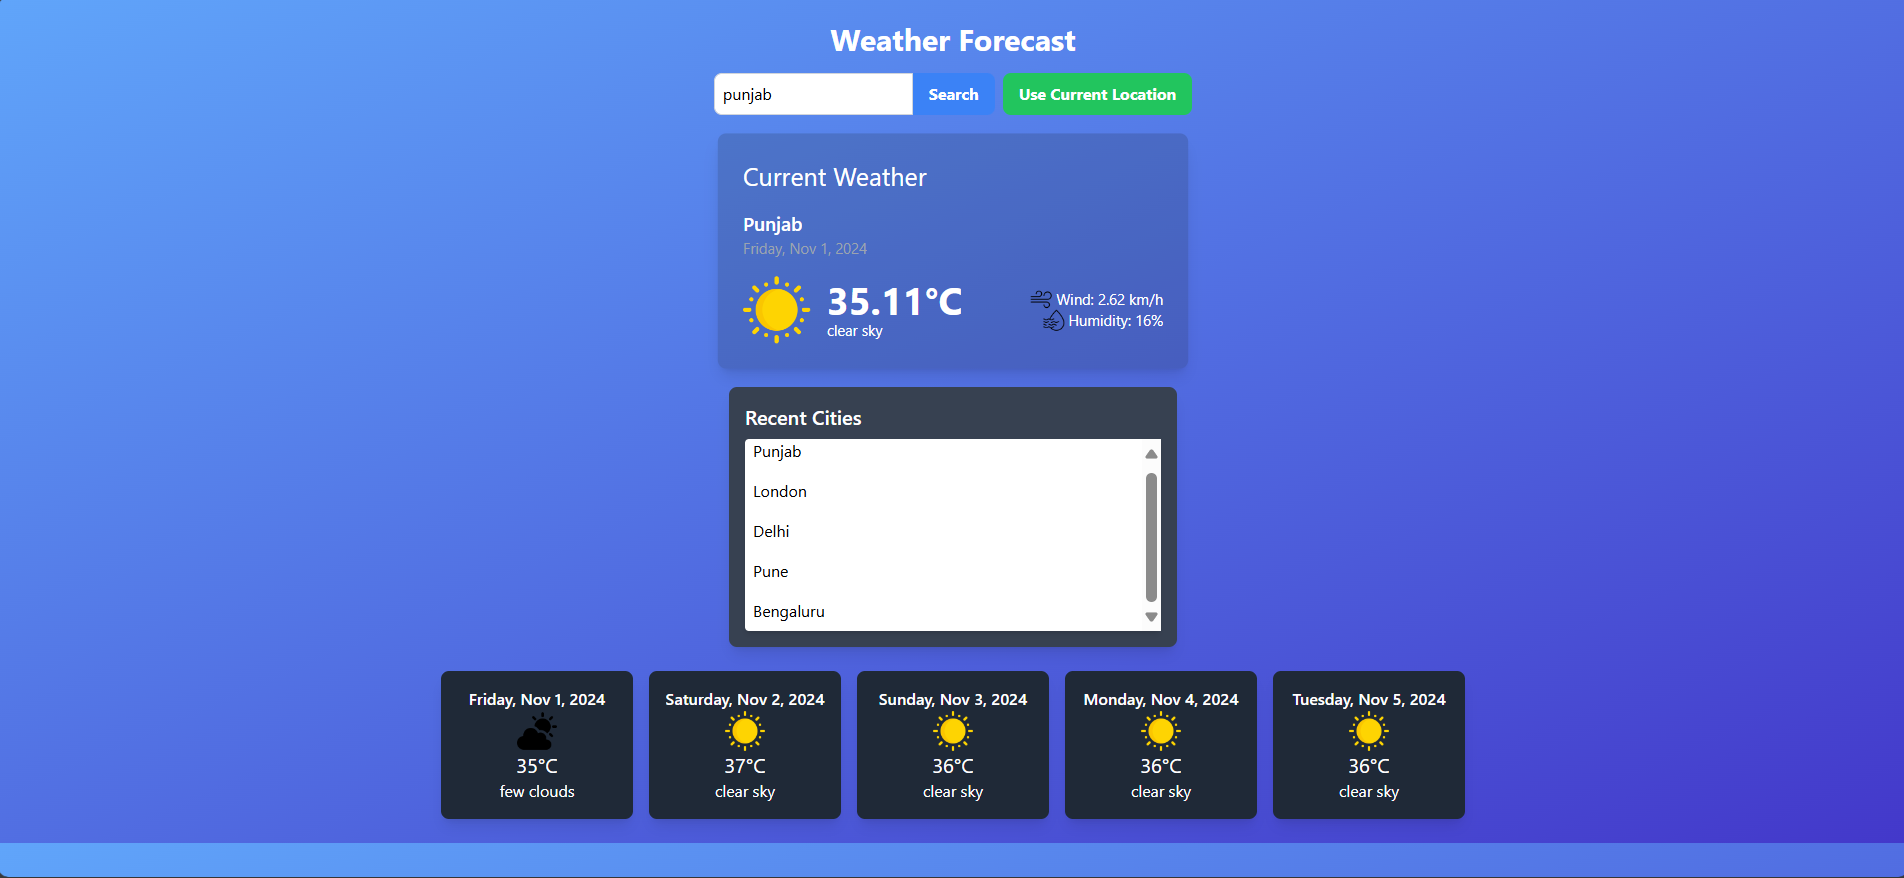 Weather Forecast
punjab
Search
Use Current Location
Current Weather
Punjab
Friday, Nov 1, 2024
35.11°C
clear sky
Wind: 2.62 km/h
Humidity: 16%
Recent Cities
Punjab
London
Delhi
Pune
Bengaluru
Friday, Nov 1, 2024
35°C
few clouds
Saturday, Nov 2, 2024
37°C
clear sky
Sunday, Nov 3, 2024
36°C
clear sky
Monday, Nov 4, 2024
36°C
clear sky
Tuesday, Nov 5, 2024
36°C
clear sky